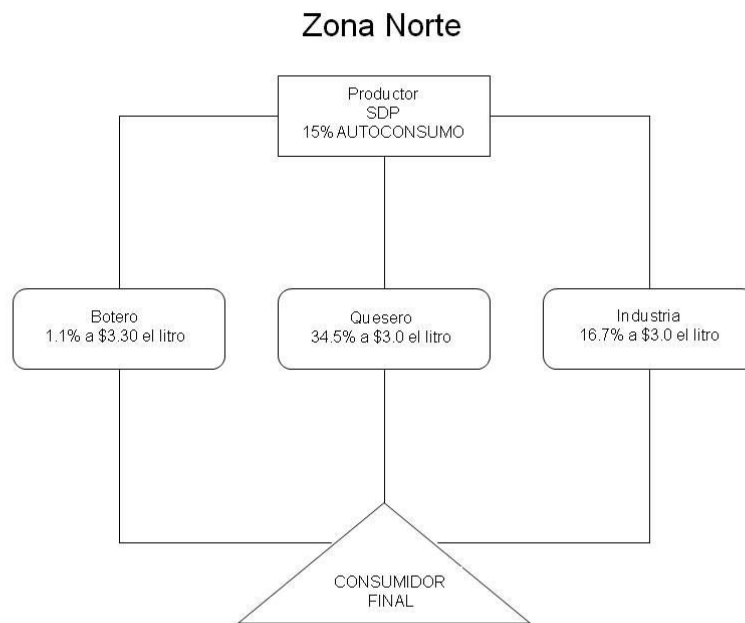 Zona Norte
Productor
SDP
15% AUTOCONSUMO
Botero
1.1% a $3.30 el litro
Quesero
34.5% a $3.0 el litro
Industria
16.7% a $3.0 el litro
CONSUMIDOR
FINAL